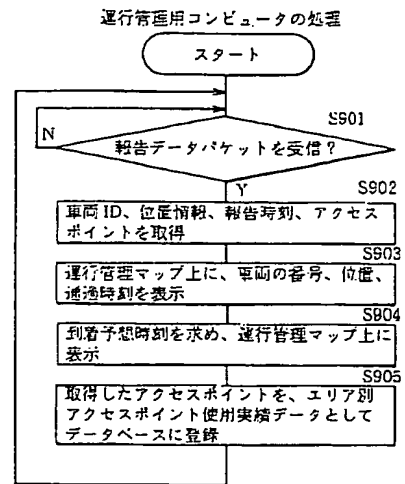 運行管理用コンピュータの処理
スタート
S901
N
報告データパケットを受信？
Y
S902
車両ID、位置情報、報告時刻、アクセス
ポイントを取得
S903
運行管理マップ上に、車両の番号、位置、
通過時刻を表示
S904
到着予想時刻を求め、運行管理マップ上に
表示
S905
取得したアクセスポイントを、エリア別
アクセスポイント使用実績データとして
データベースに登録